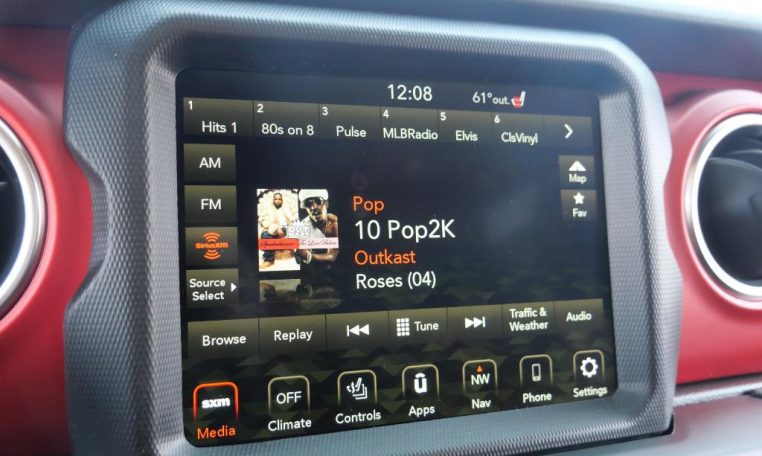 12:08
61°out.
1 Hits 1
2 80s on 8
3 Pulse
4 MLBRadio
5 Elvis
6 ClsVinyl
AM
FM
SiriusXM
Source
Select
Map
Fav
Pop
10 Pop2K
Outkast
Roses (04)
Browse
Replay
Tune
Traffic &
Weather
Audio
sxm
Media
OFF
Climate
Controls
û
Apps
NW
Nav
Phone
Settings